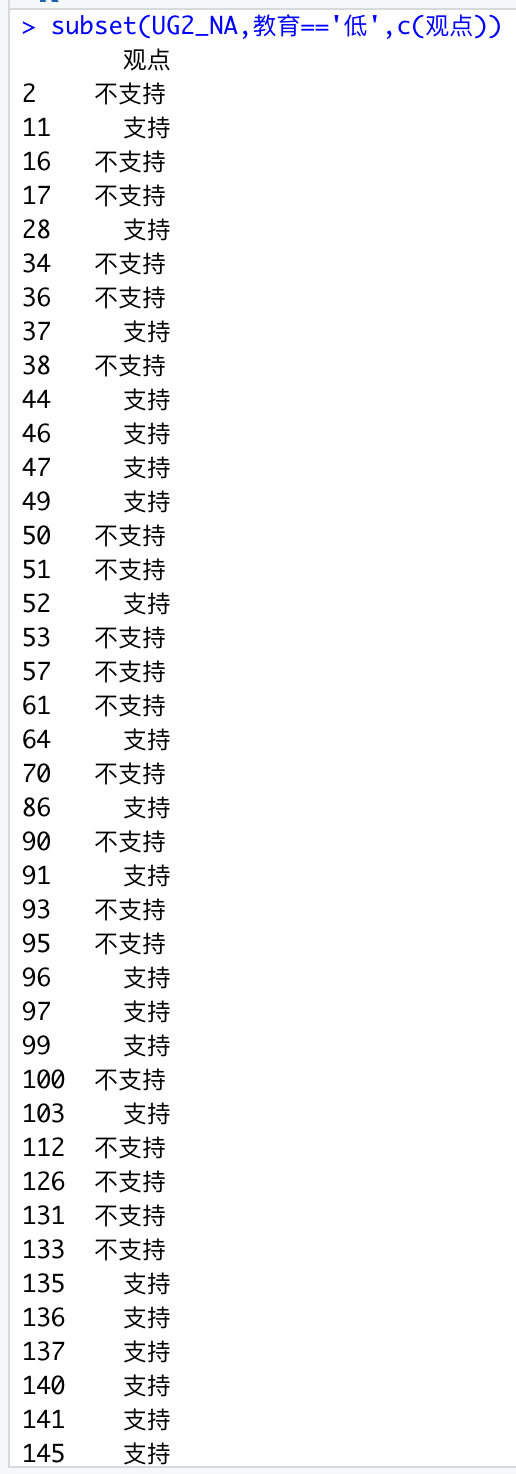 > subset(UG2_NA,教育=='低',c(观点))
观点
2 不支持
11 支持
16 不支持
17 不支持
28 支持
34 不支持
36 不支持
37 支持
38 不支持
44 支持
46 支持
47 支持
49 支持
50 不支持
51 不支持
52 支持
53 不支持
57 不支持
61 不支持
64 支持
70 不支持
86 支持
90 不支持
91 支持
93 不支持
95 不支持
96 支持
97 支持
99 支持
100 不支持
103 支持
112 不支持
126 不支持
131 不支持
133 不支持
135 支持
136 支持
137 支持
140 支持
141 支持
145 支持